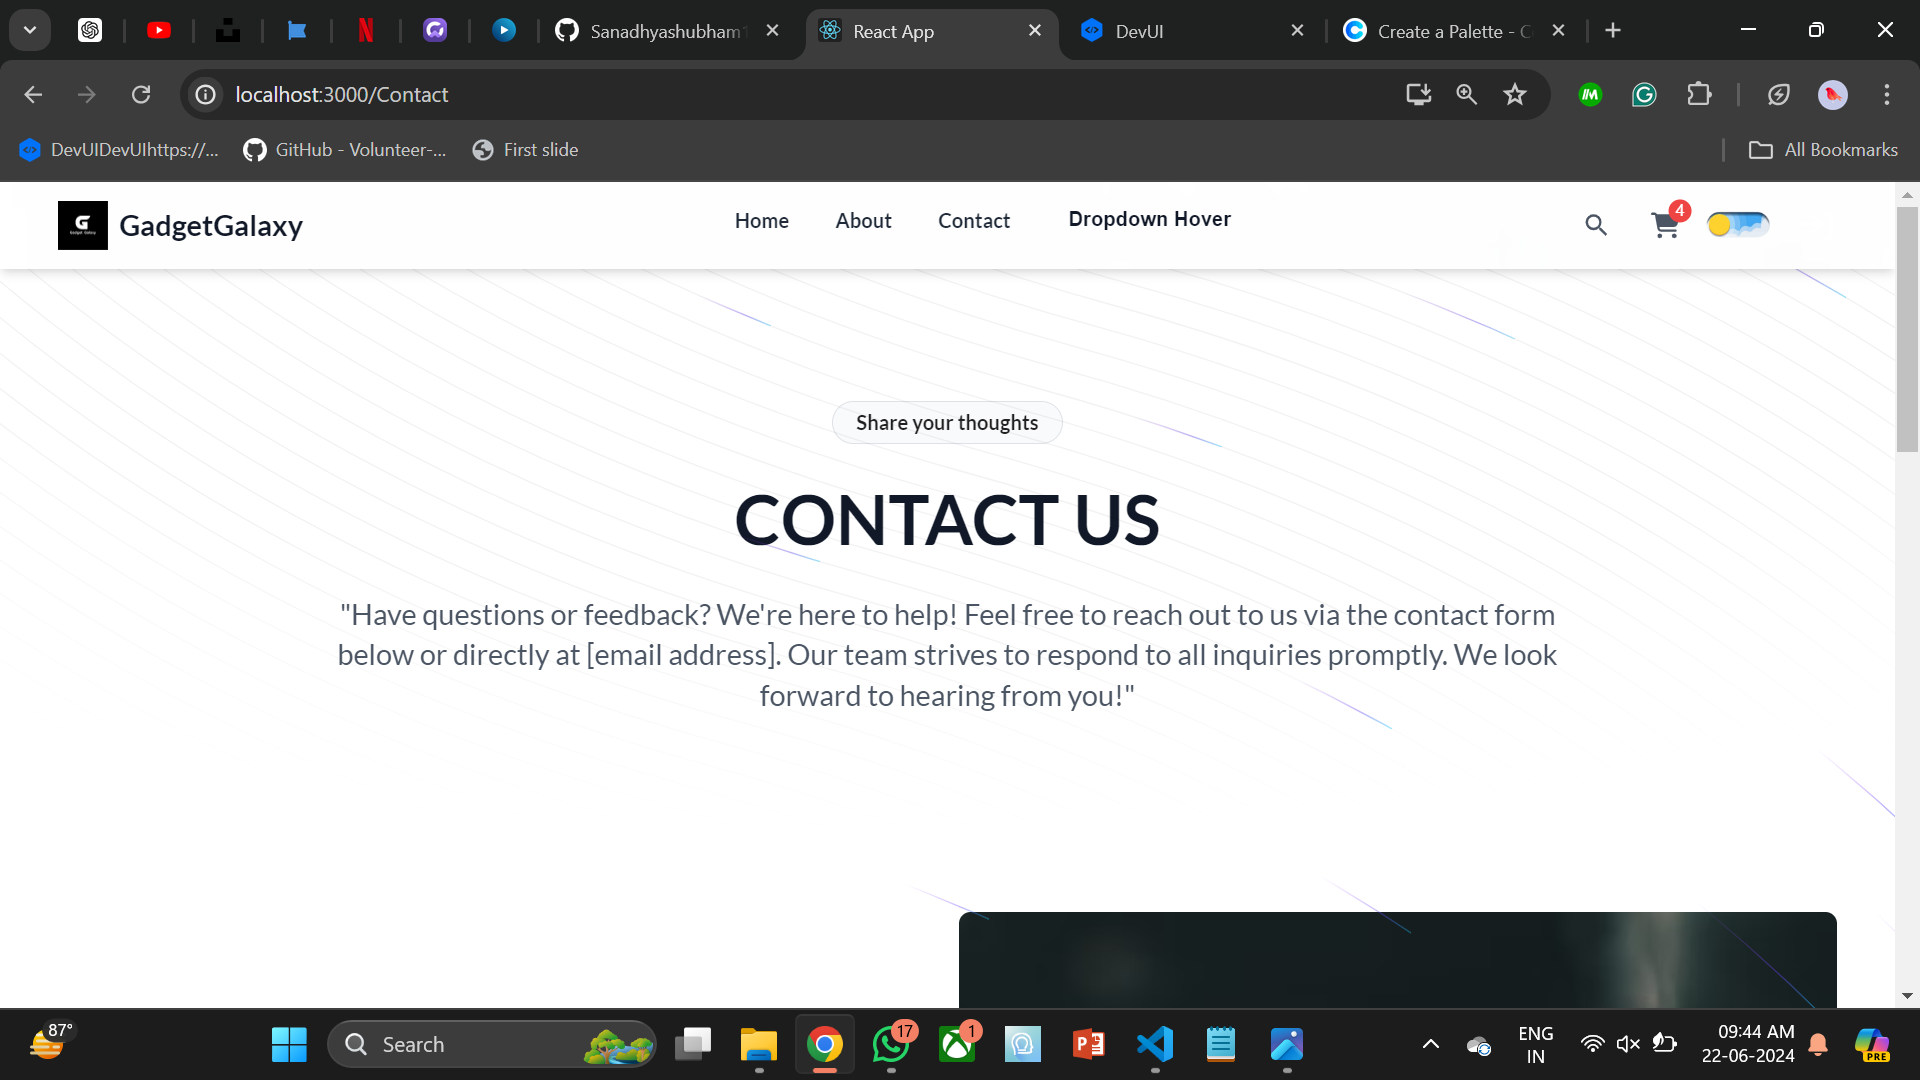 Sanadhyashubham
React App
DevUI
Create a Palette - C
localhost:3000/Contact
DevUIDevUIhttps://...
GitHub - Volunteer-...
First slide
All Bookmarks
G
GadgetGalaxy
Home
About
Contact
Dropdown Hover
4
Share your thoughts
CONTACT US
"Have questions or feedback? We're here to help! Feel free to reach out to us via the contact form
below or directly at [email address]. Our team strives to respond to all inquiries promptly. We look
forward to hearing from you!"
87°
Search
17
1
ENG
IN
09:44 AM
22-06-2024
PRE